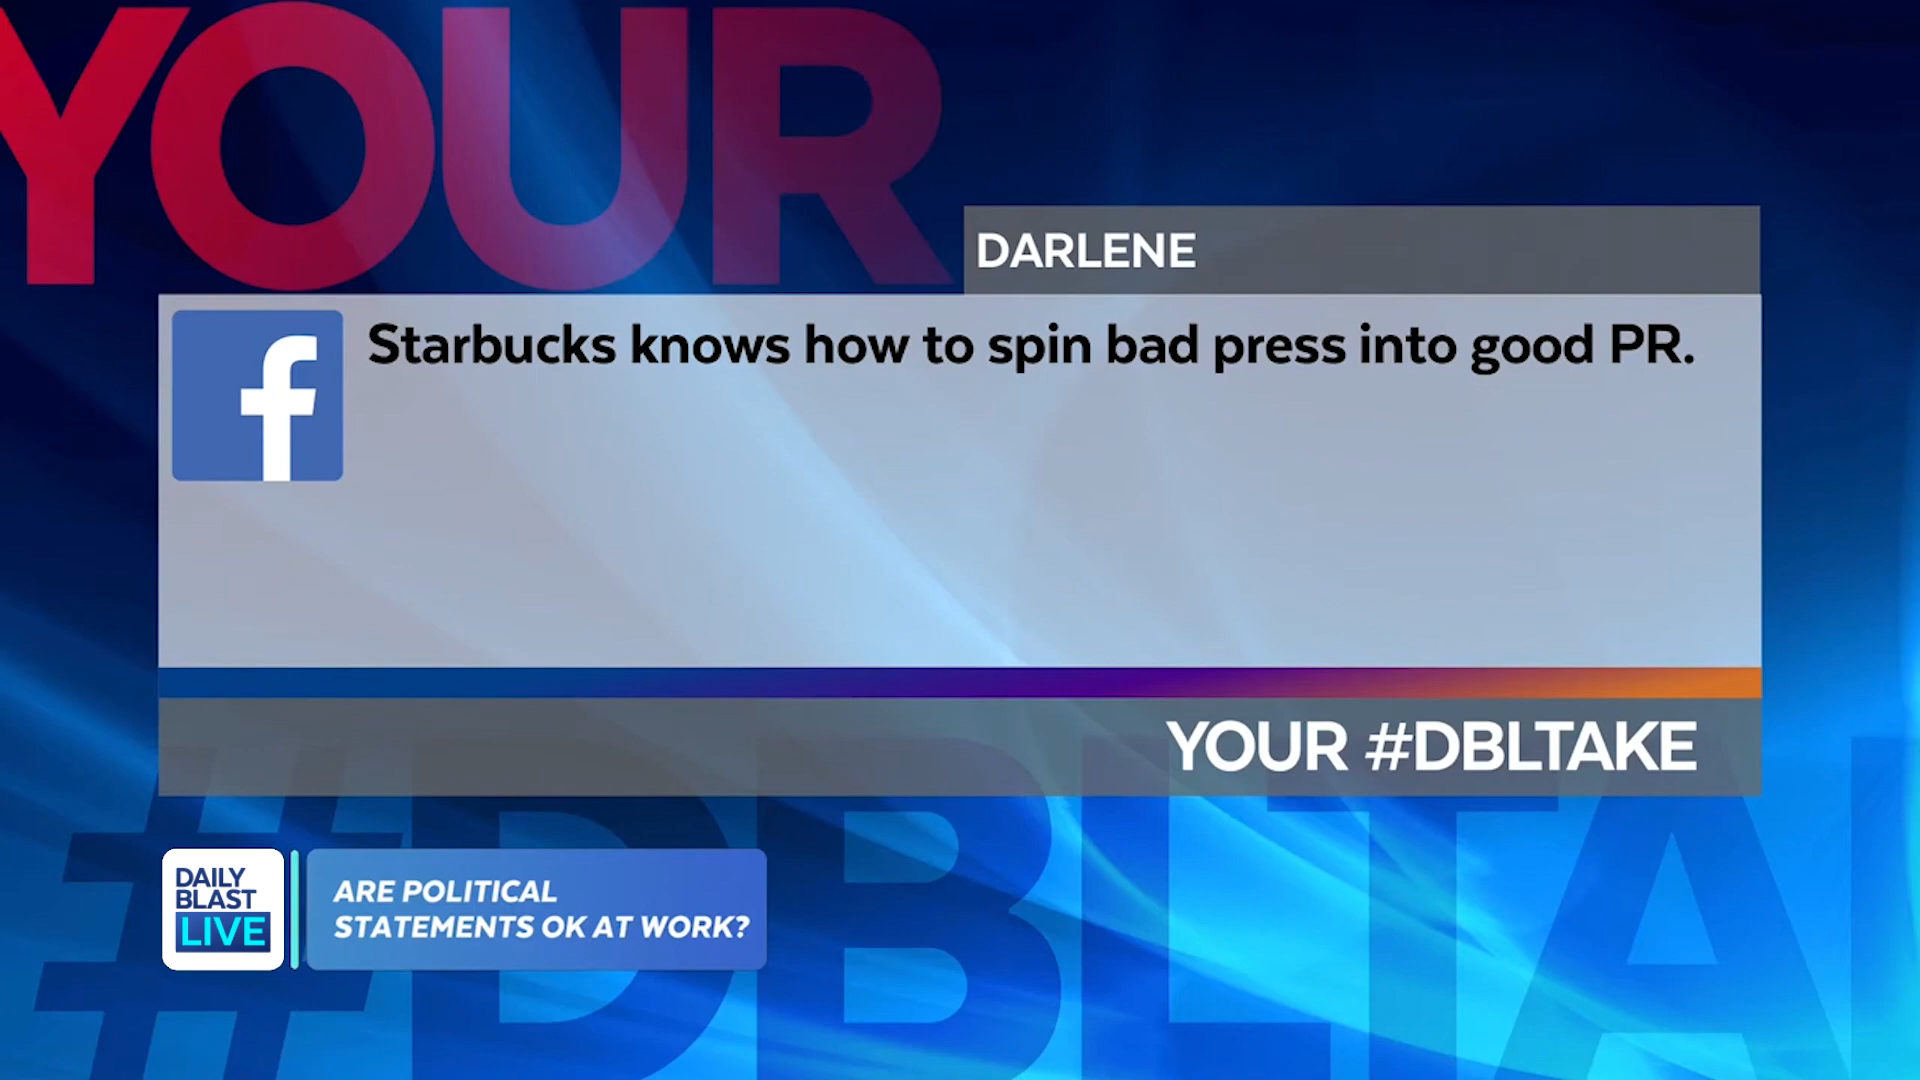 YOUR
DARLENE
Starbucks knows how to spin bad press into good PR.
YOUR #DBLTAKE
#DBLTA
DAILY
BLAST
LIVE
ARE POLITICAL
STATEMENTS OK AT WORK?